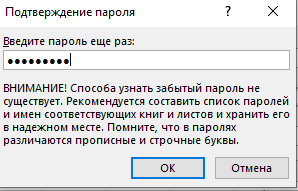 Подтверждение пароля
Введите пароль еще раз:
●●●●●●●●●
ВНИМАНИЕ! Способа узнать забытый пароль не
существует. Рекомендуется составить список паролей
и имен соответствующих книг и листов и хранить его
в надежном месте. Помните, что в паролях
различаются прописные и строчные буквы.
ОК
Отмена